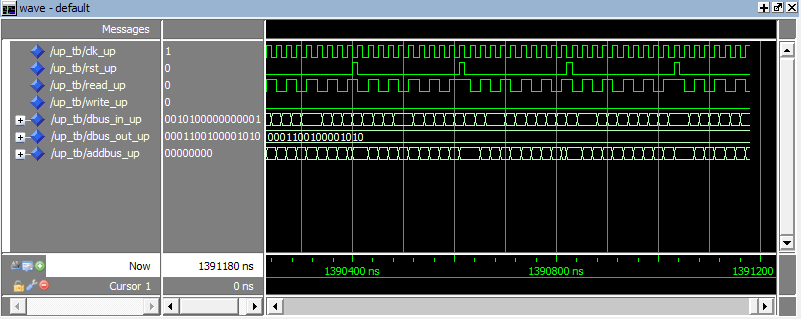 wave - default
Messages
/up_tb/clk_up 1
/up_tb/rst_up 0
/up_tb/read_up 0
/up_tb/write_up 0
/up_tb/dbus_in_up 0010100000000001
/up_tb/dbus_out_up 0001100100001010 0001100100001010
/up_tb/addbus_up 00000000
Now 1391180 ns 1390400 ns 1390800 ns 1391200
Cursor 1 0 ns